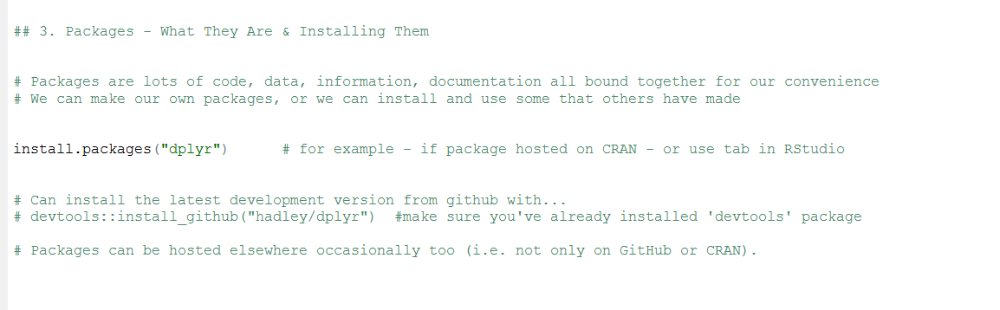 ## 3. Packages - What They Are & Installing Them
# Packages are lots of code, data, information, documentation all bound together for our convenience
# We can make our own packages, or we can install and use some that others have made
install.packages("dplyr")      # for example - if package hosted on CRAN - or use tab in RStudio
# Can install the latest development version from github with...
# devtools::install_github("hadley/dplyr")  #make sure you've already installed 'devtools' package
# Packages can be hosted elsewhere occasionally too (i.e. not only on GitHub or CRAN).